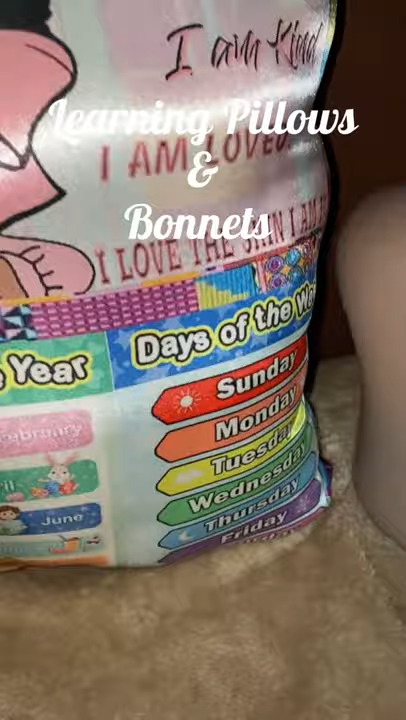 I am Kind
Learning Pillows
I AM LOVED
&
Bonnets
I LOVE THE SKIN I AM
Year
Days of the
Sunday
February
Monday
Tuesday
Wednesday
June
Thursday
Friday